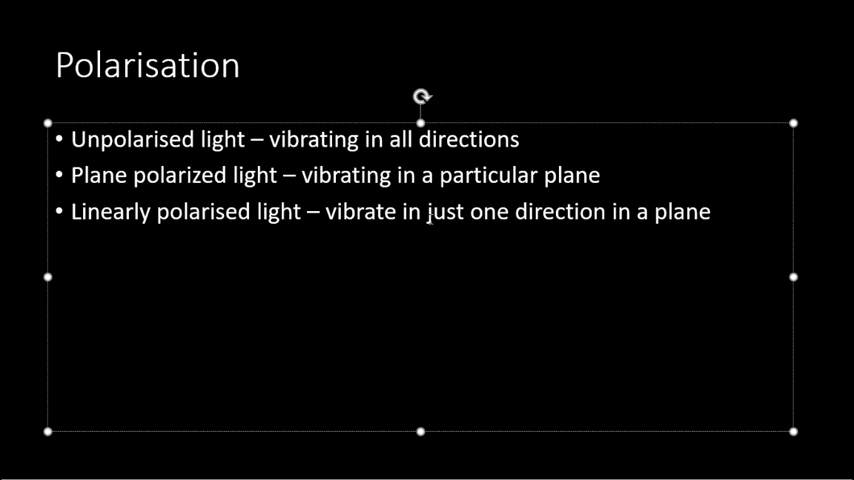 Polarisation
• Unpolarised light – vibrating in all directions
• Plane polarized light – vibrating in a particular plane
• Linearly polarised light – vibrate in just one direction in a plane